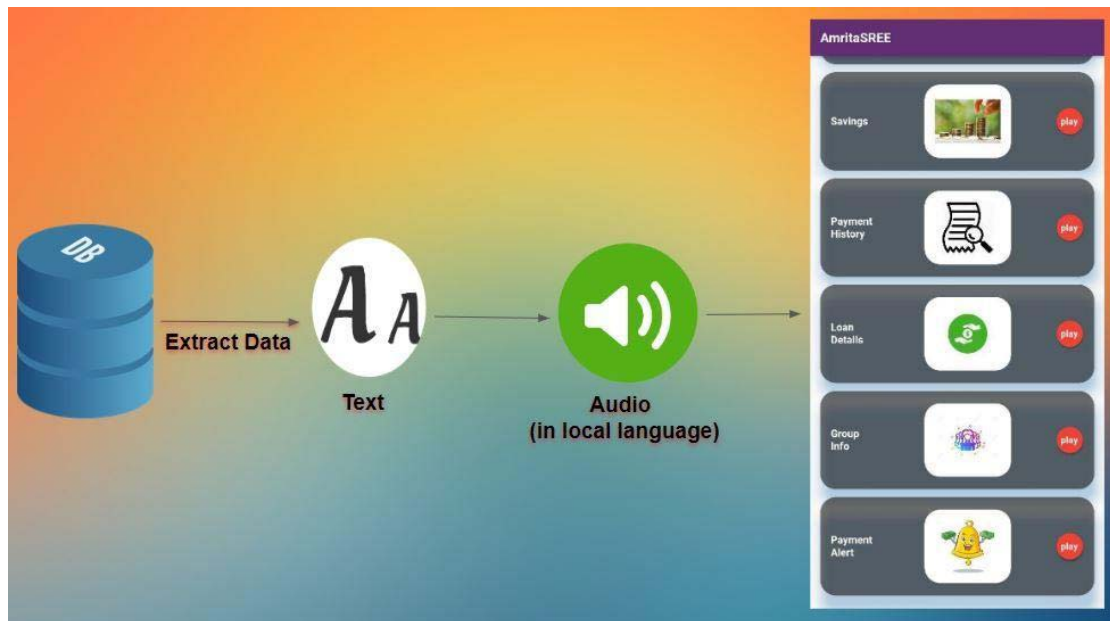 DB
Extract Data
A A
Text
Audio
(in local language)
AmritaSREE
Savings
play
Payment
History
play
Loan
Details
play
Group
Info
play
Payment
Alert
play